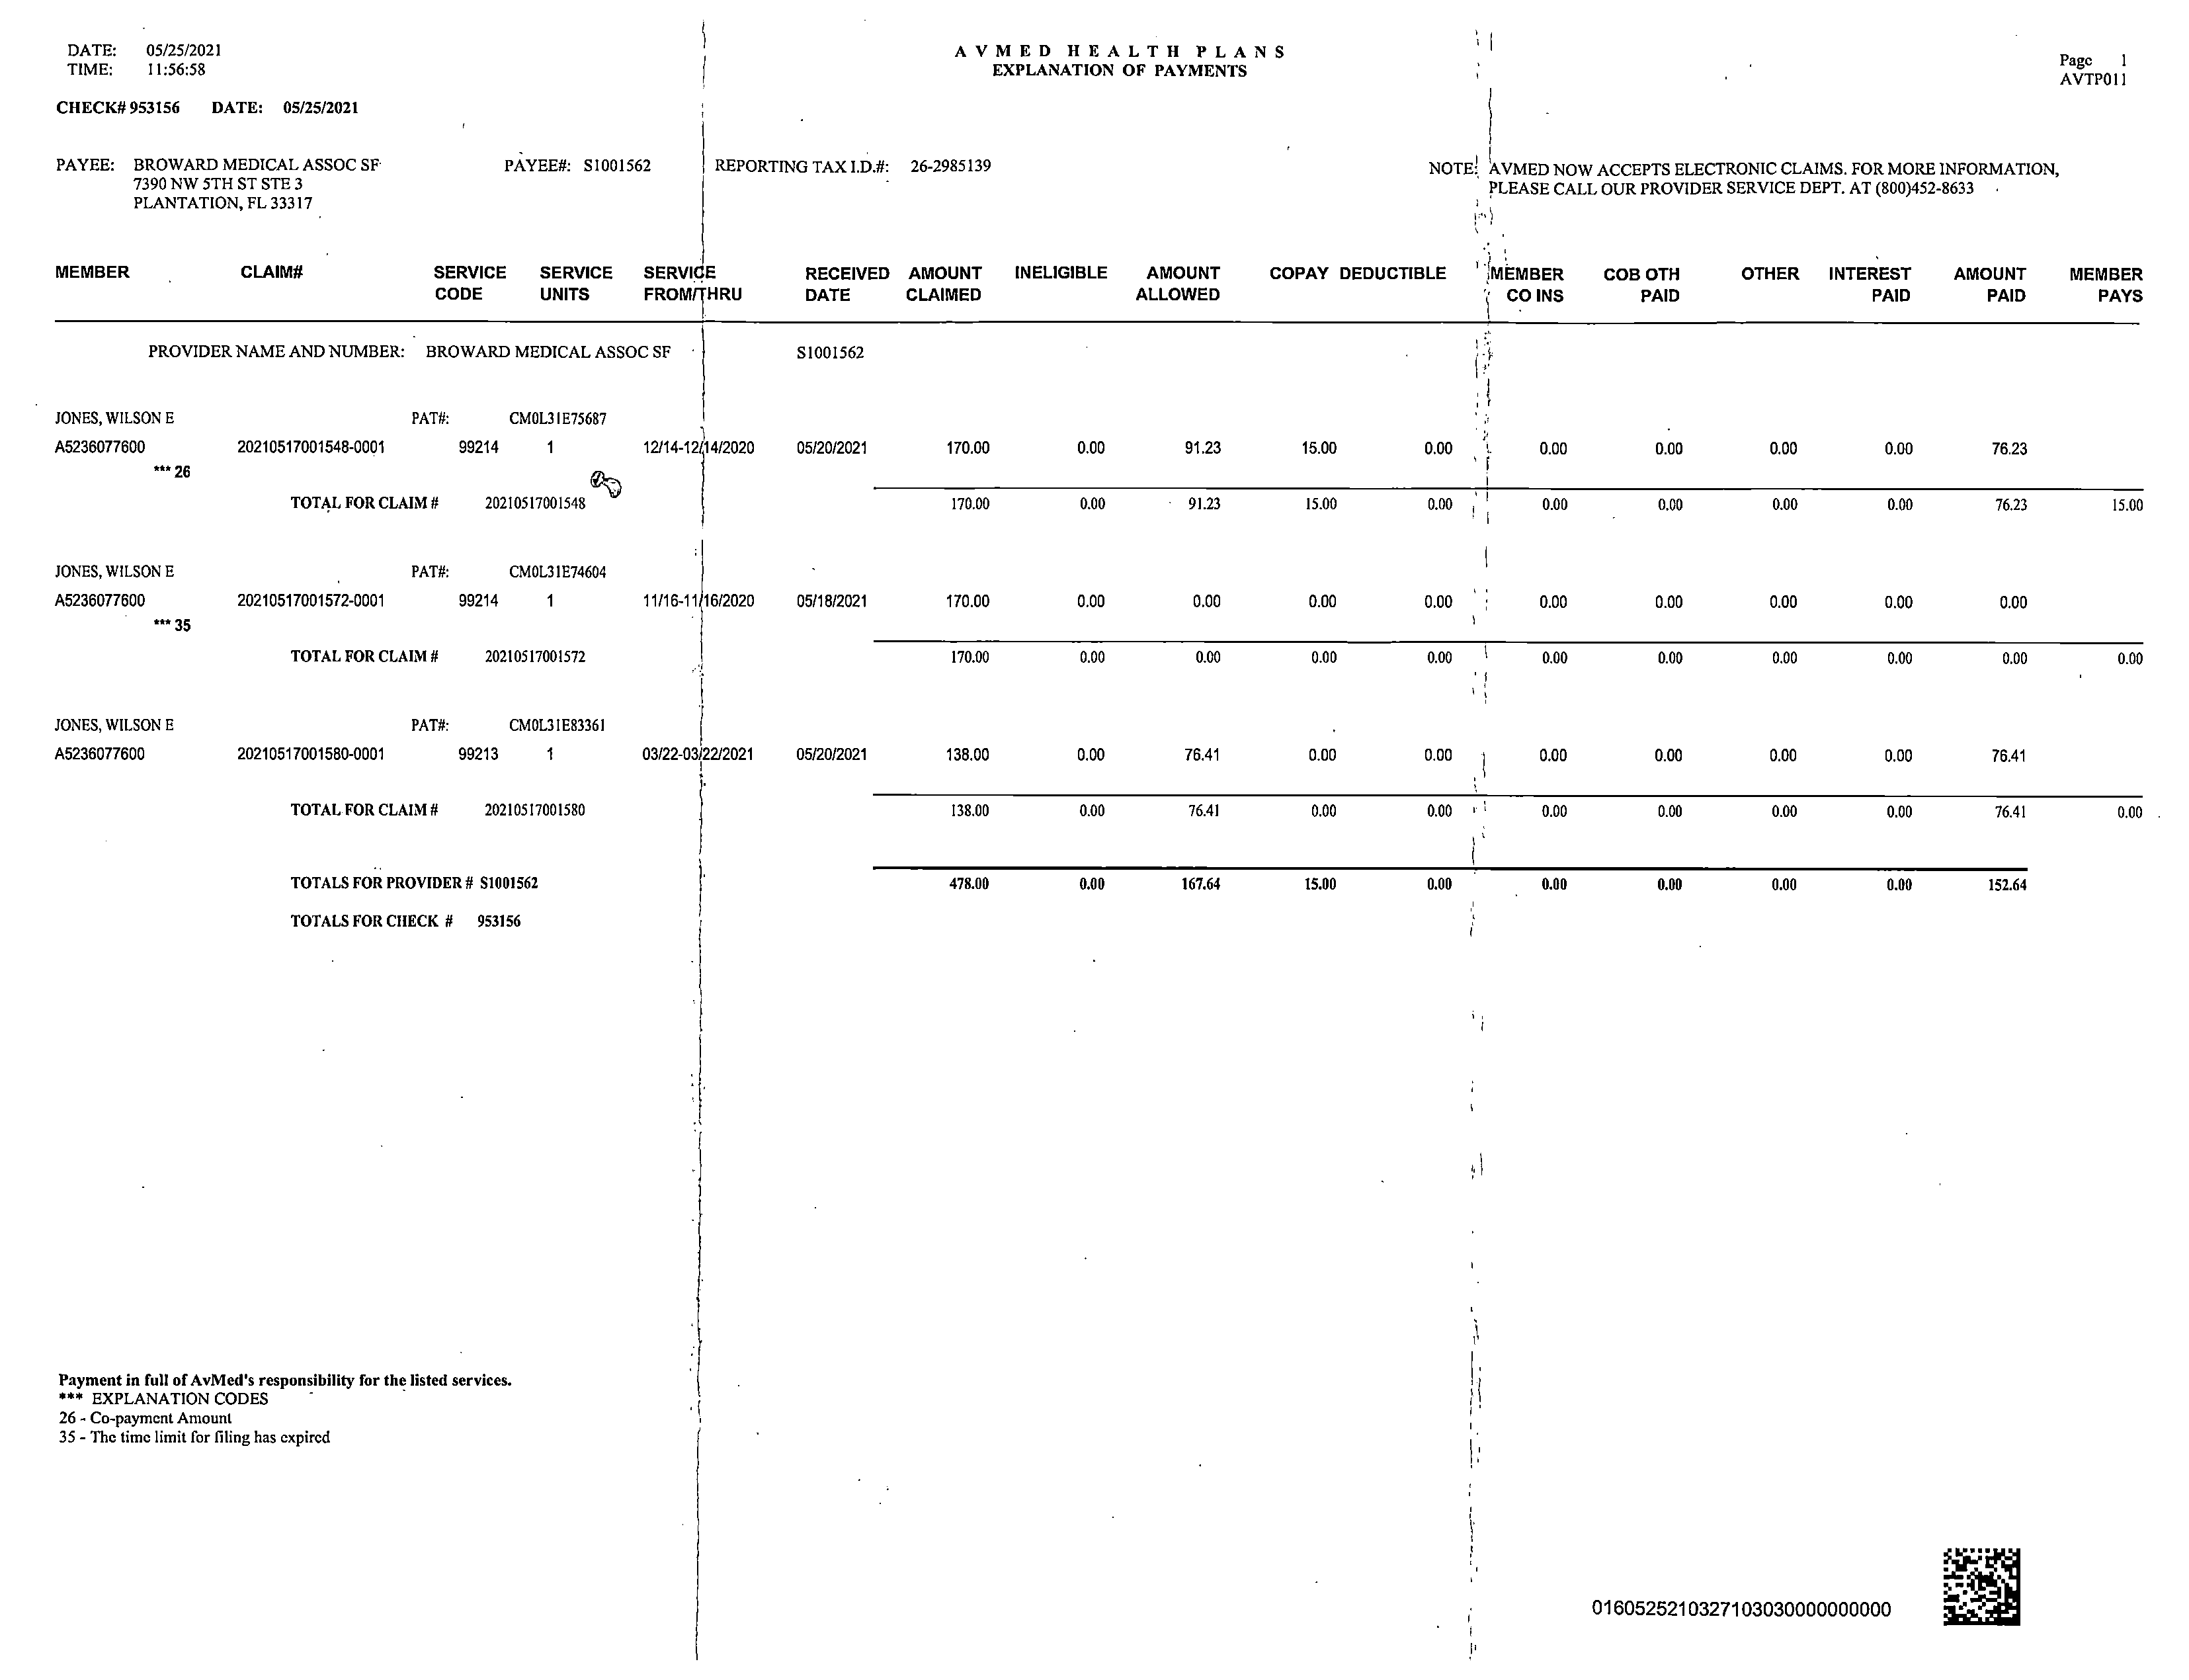 DATE: 05/25/2021
TIME: 11:56:58
A V M E D H E A L T H P L A N S
EXPLANATION OF PAYMENTS
Page 1
AVTP011
CHECK# 953156 DATE: 05/25/2021
PAYEE: BROWARD MEDICAL ASSOC SF PAYEE#: S1001562 REPORTING TAX I.D.#: 26-2985139
7390 NW 5TH ST STE 3
PLANTATION, FL 33317
NOTE: AVMED NOW ACCEPTS ELECTRONIC CLAIMS. FOR MORE INFORMATION,
PLEASE CALL OUR PROVIDER SERVICE DEPT. AT (800)452-8633
MEMBER CLAIM# SERVICE SERVICE SERVICE RECEIVED AMOUNT INELIGIBLE AMOUNT COPAY DEDUCTIBLE MEMBER COB OTH OTHER INTEREST AMOUNT MEMBER
CODE UNITS FROM/THRU DATE CLAIMED ALLOWED CO INS PAID PAID PAID PAYS
PROVIDER NAME AND NUMBER: BROWARD MEDICAL ASSOC SF S1001562
JONES, WILSON E PAT#: CM0L31E75687
A5236077600 20210517001548-0001 99214 1 12/14-12/14/2020 05/20/2021 170.00 0.00 91.23 15.00 0.00 0.00 0.00 0.00 0.00 76.23
*** 26
TOTAL FOR CLAIM # 20210517001548 170.00 0.00 91.23 15.00 0.00 0.00 0.00 0.00 0.00 76.23 15.00
JONES, WILSON E PAT#: CM0L31E74604
A5236077600 20210517001572-0001 99214 1 11/16-11/16/2020 05/18/2021 170.00 0.00 0.00 0.00 0.00 0.00 0.00 0.00 0.00 0.00
*** 35
TOTAL FOR CLAIM # 20210517001572 170.00 0.00 0.00 0.00 0.00 0.00 0.00 0.00 0.00 0.00 0.00
JONES, WILSON E PAT#: CM0L31E83361
A5236077600 20210517001580-0001 99213 1 03/22-03/22/2021 05/20/2021 138.00 0.00 76.41 0.00 0.00 0.00 0.00 0.00 0.00 76.41
TOTAL FOR CLAIM # 20210517001580 138.00 0.00 76.41 0.00 0.00 0.00 0.00 0.00 0.00 76.41 0.00
TOTALS FOR PROVIDER # S1001562 478.00 0.00 167.64 15.00 0.00 0.00 0.00 0.00 0.00 152.64
TOTALS FOR CHECK # 953156
Payment in full of AvMed's responsibility for the listed services.
*** EXPLANATION CODES
26 - Co-payment Amount
35 - The time limit for filing has expired
01605252103271030300000000​00